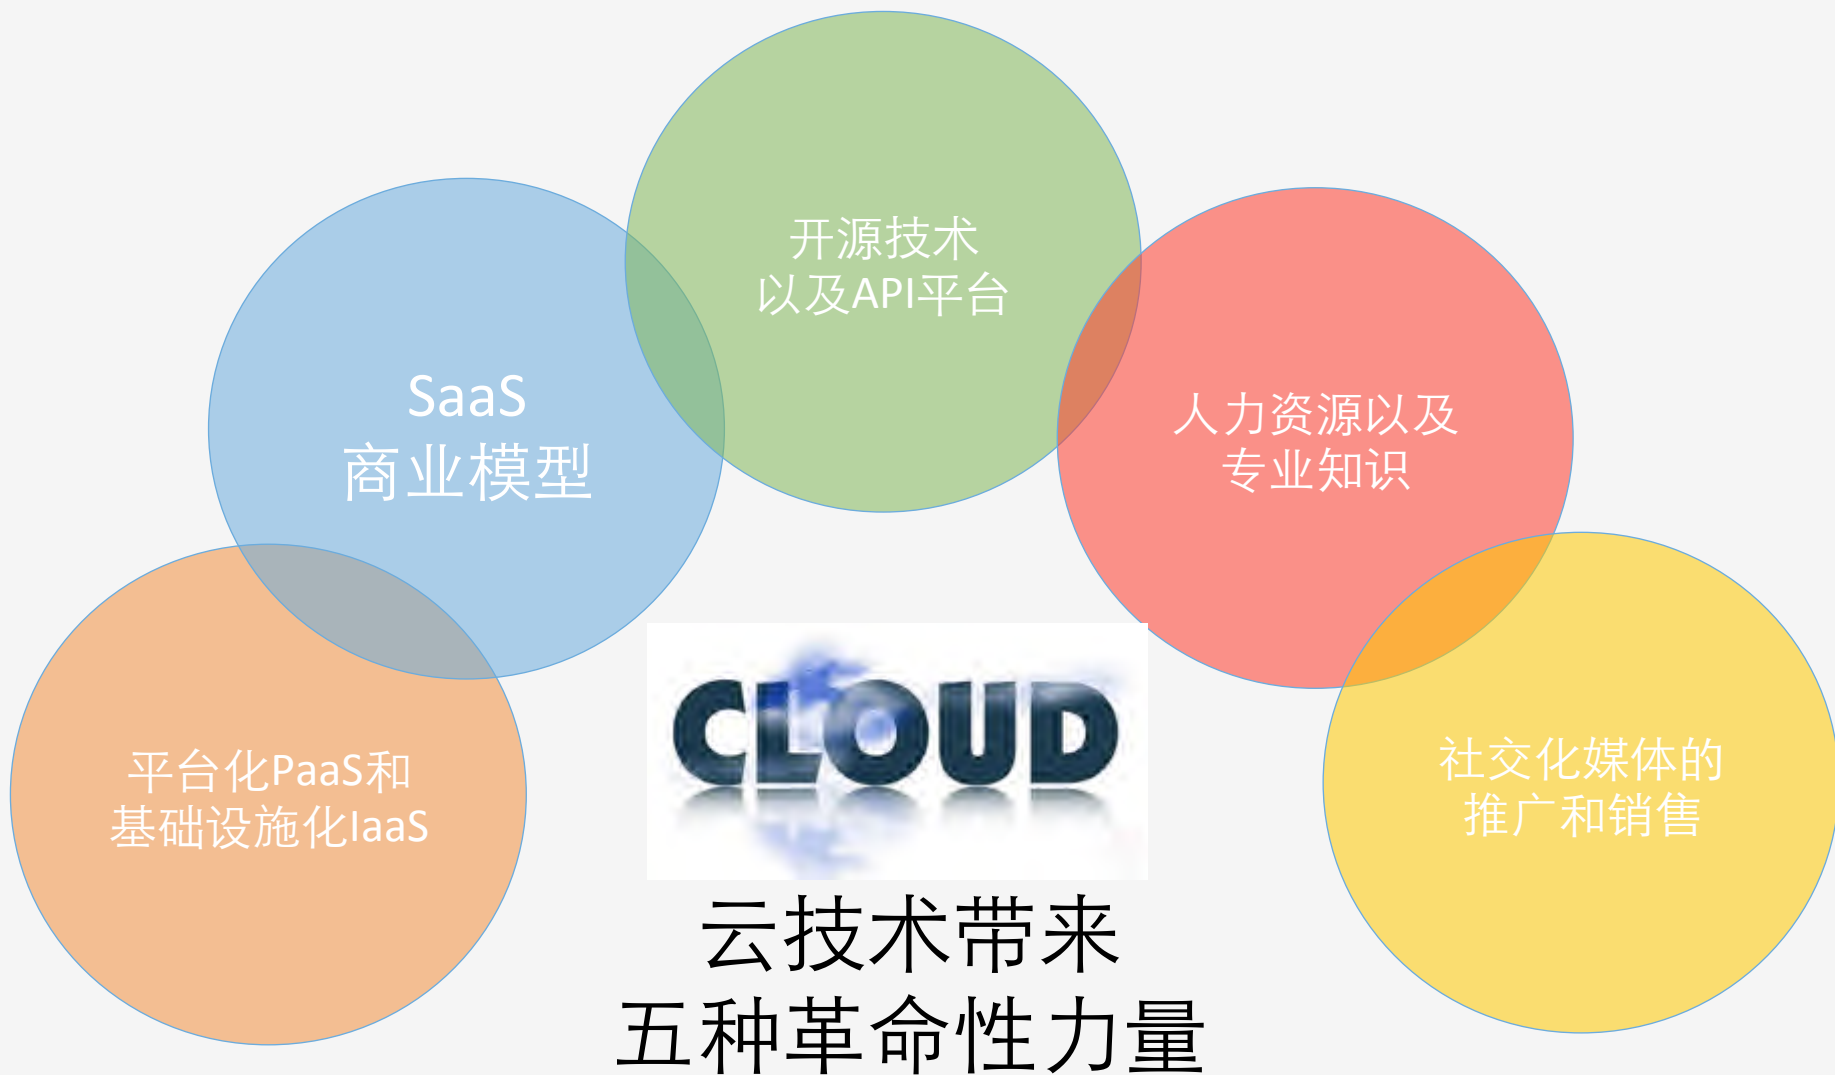 开源技术
以及API平台
SaaS
商业模型
人力资源以及
专业知识
平台化PaaS和
基础设施化IaaS
社交化媒体的
推广和销售
CLOUD
云技术带来
五种革命性力量